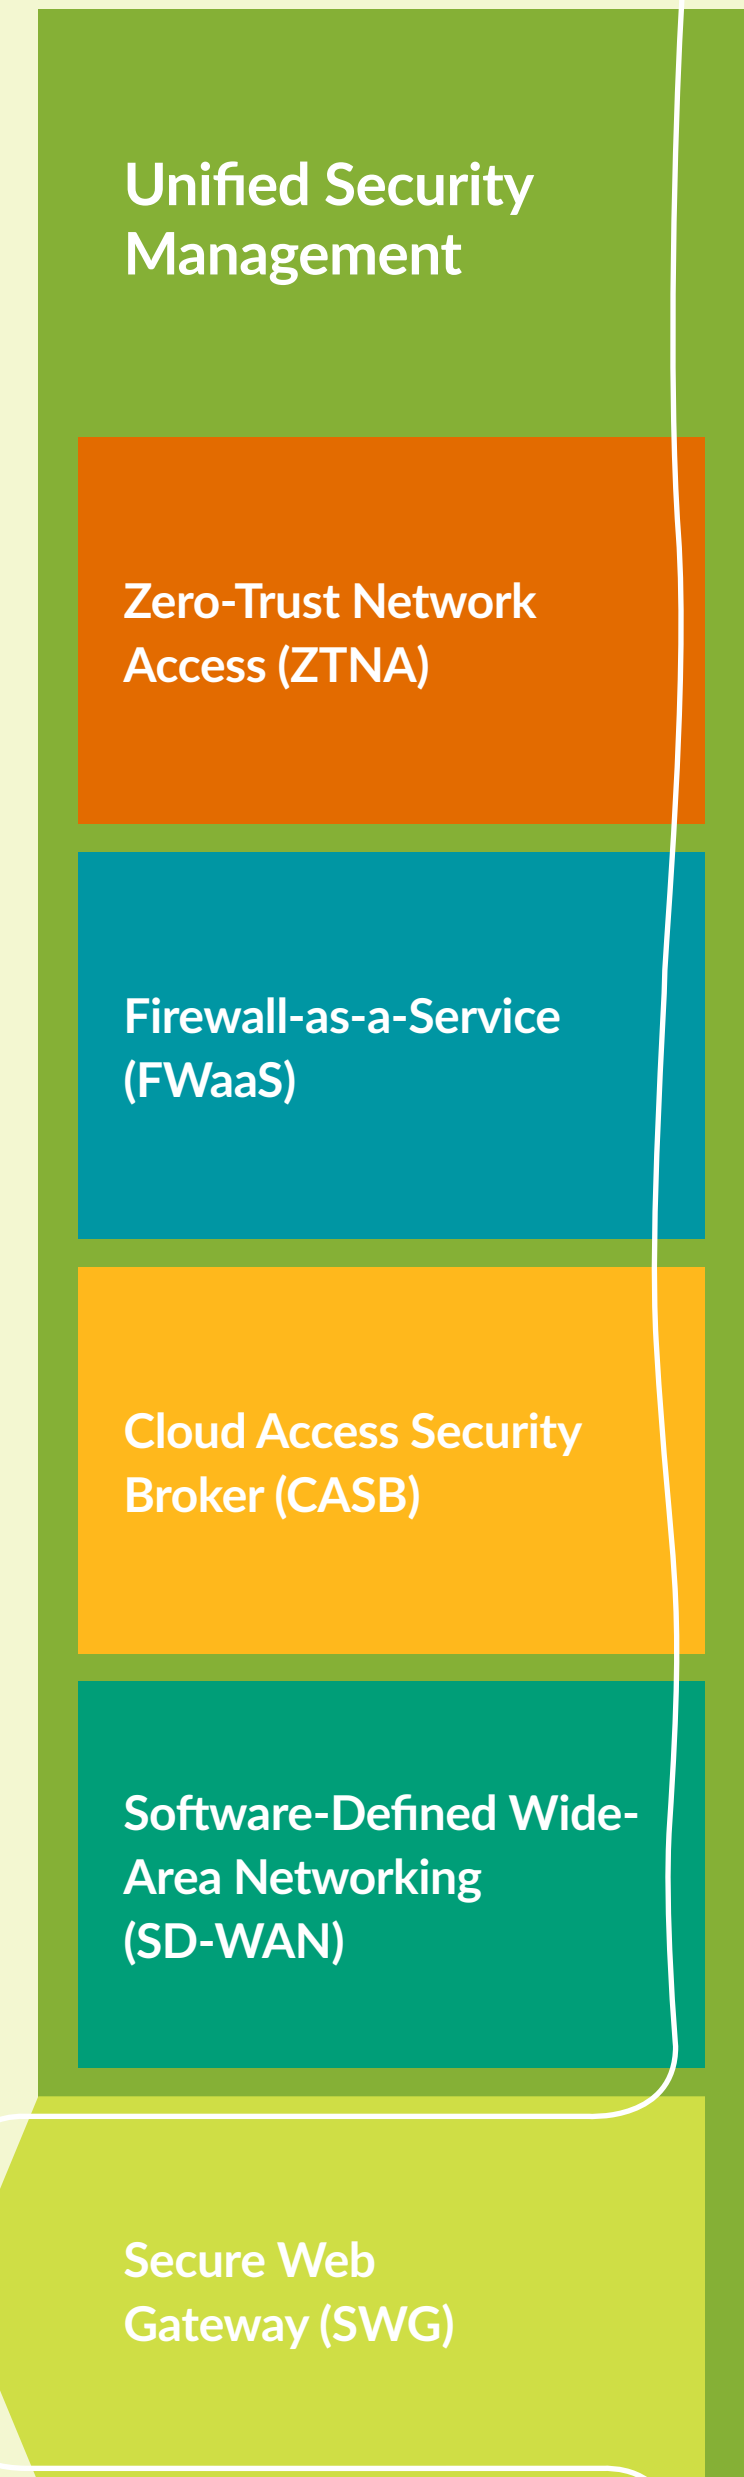 Unified Security
Management
Zero-Trust Network
Access (ZTNA)
Firewall-as-a-Service
(FWaaS)
Cloud Access Security
Broker (CASB)
Software-Defined Wide-
Area Networking
(SD-WAN)
Secure Web
Gateway (SWG)